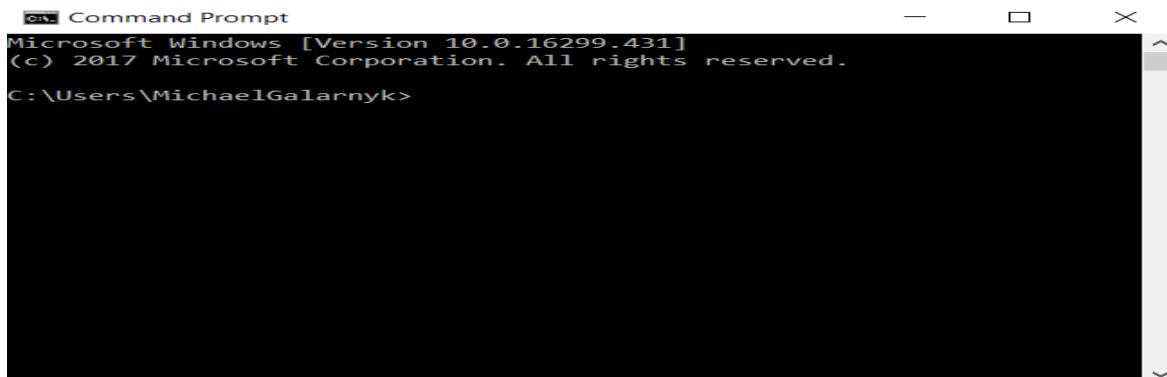 Command Prompt
Microsoft Windows [Version 10.0.16299.431]
(c) 2017 Microsoft Corporation. All rights reserved.
C:\Users\MichaelGalarnyk>